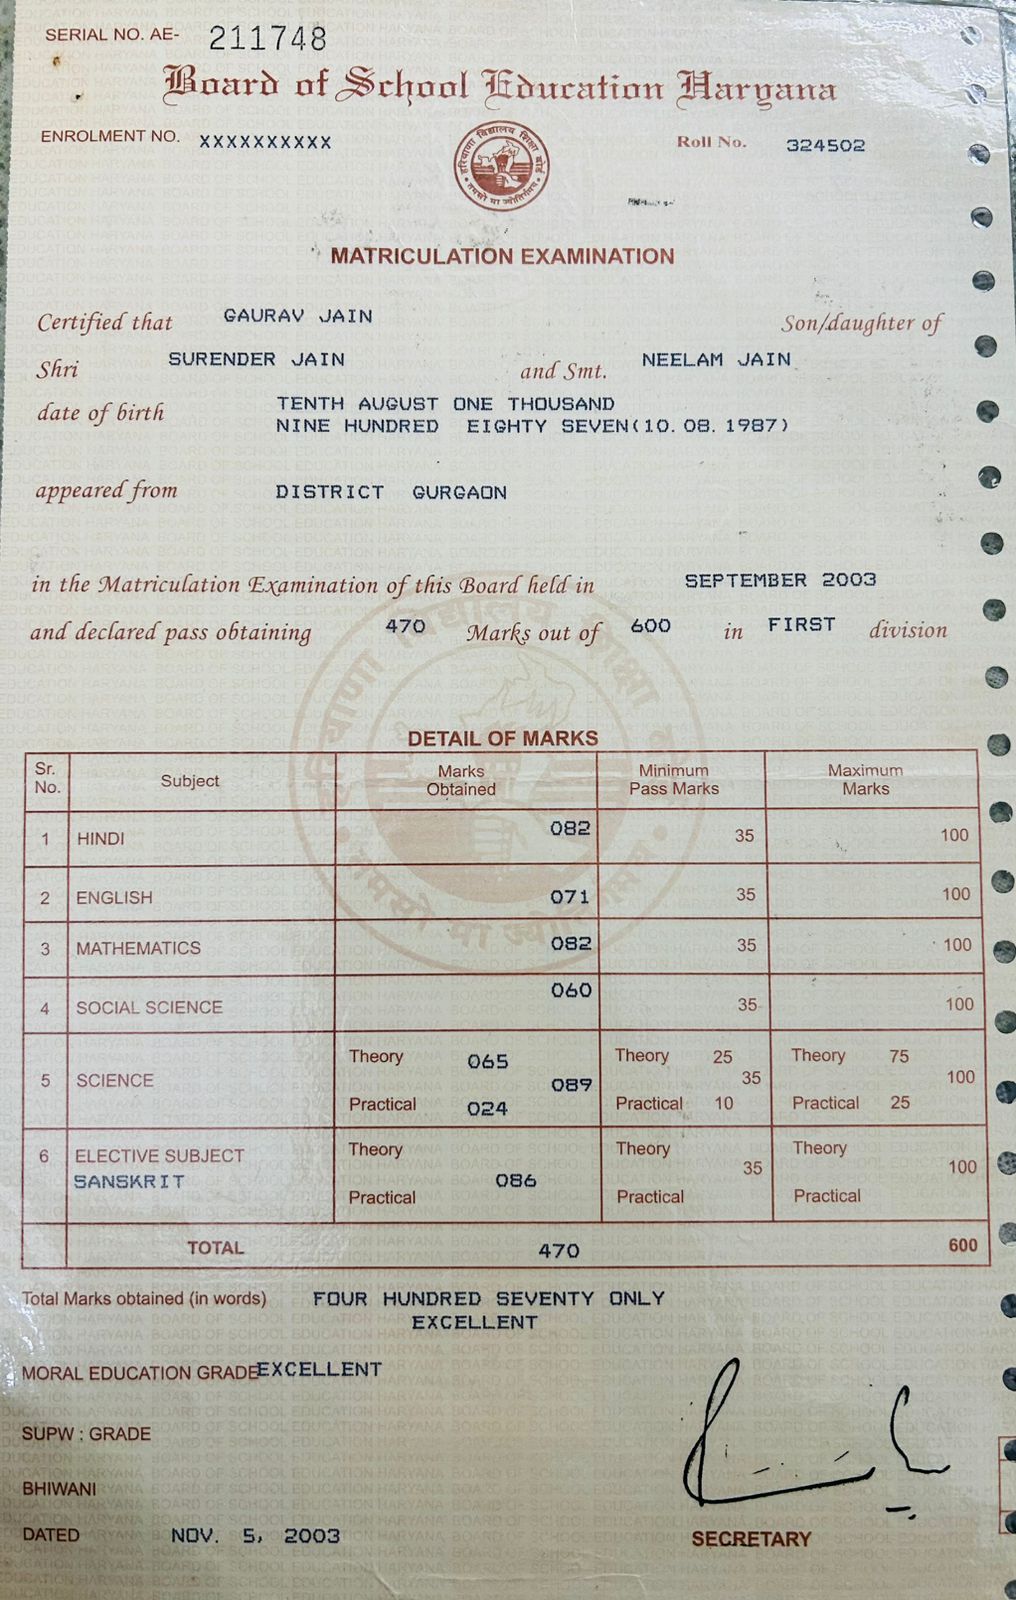 SERIAL NO. AE- 211748
Board of School Education Haryana
ENROLMENT NO. XXXXXXXXXX
हरियाणा विद्यालय शिक्षा बोर्ड
तमसो मा ज्योतिर्गमय
Roll No. 324502
MATRICULATION EXAMINATION
Certified that GAURAV JAIN Son/daughter of
Shri SURENDER JAIN and Smt. NEELAM JAIN
date of birth TENTH AUGUST ONE THOUSAND
NINE HUNDRED EIGHTY SEVEN(10.08.1987)
appeared from DISTRICT GURGAON
in the Matriculation Examination of this Board held in SEPTEMBER 2003
and declared pass obtaining 470 Marks out of 600 in FIRST division
DETAIL OF MARKS
Sr. No. Subject Marks Obtained Minimum Pass Marks Maximum Marks
1 HINDI 082 35 100
2 ENGLISH 071 35 100
3 MATHEMATICS 082 35 100
4 SOCIAL SCIENCE 060 35 100
Theory 065 Theory 25 Theory 75
5 SCIENCE 089 35 100
Practical 024 Practical 10 Practical 25
6 ELECTIVE SUBJECT Theory Theory Theory
SANSKRIT 086 35 100
Practical Practical Practical
TOTAL 470 600
Total Marks obtained (in words) FOUR HUNDRED SEVENTY ONLY
EXCELLENT
MORAL EDUCATION GRADE EXCELLENT
SUPW : GRADE
BHIWANI
DATED NOV. 5, 2003
SECRETARY